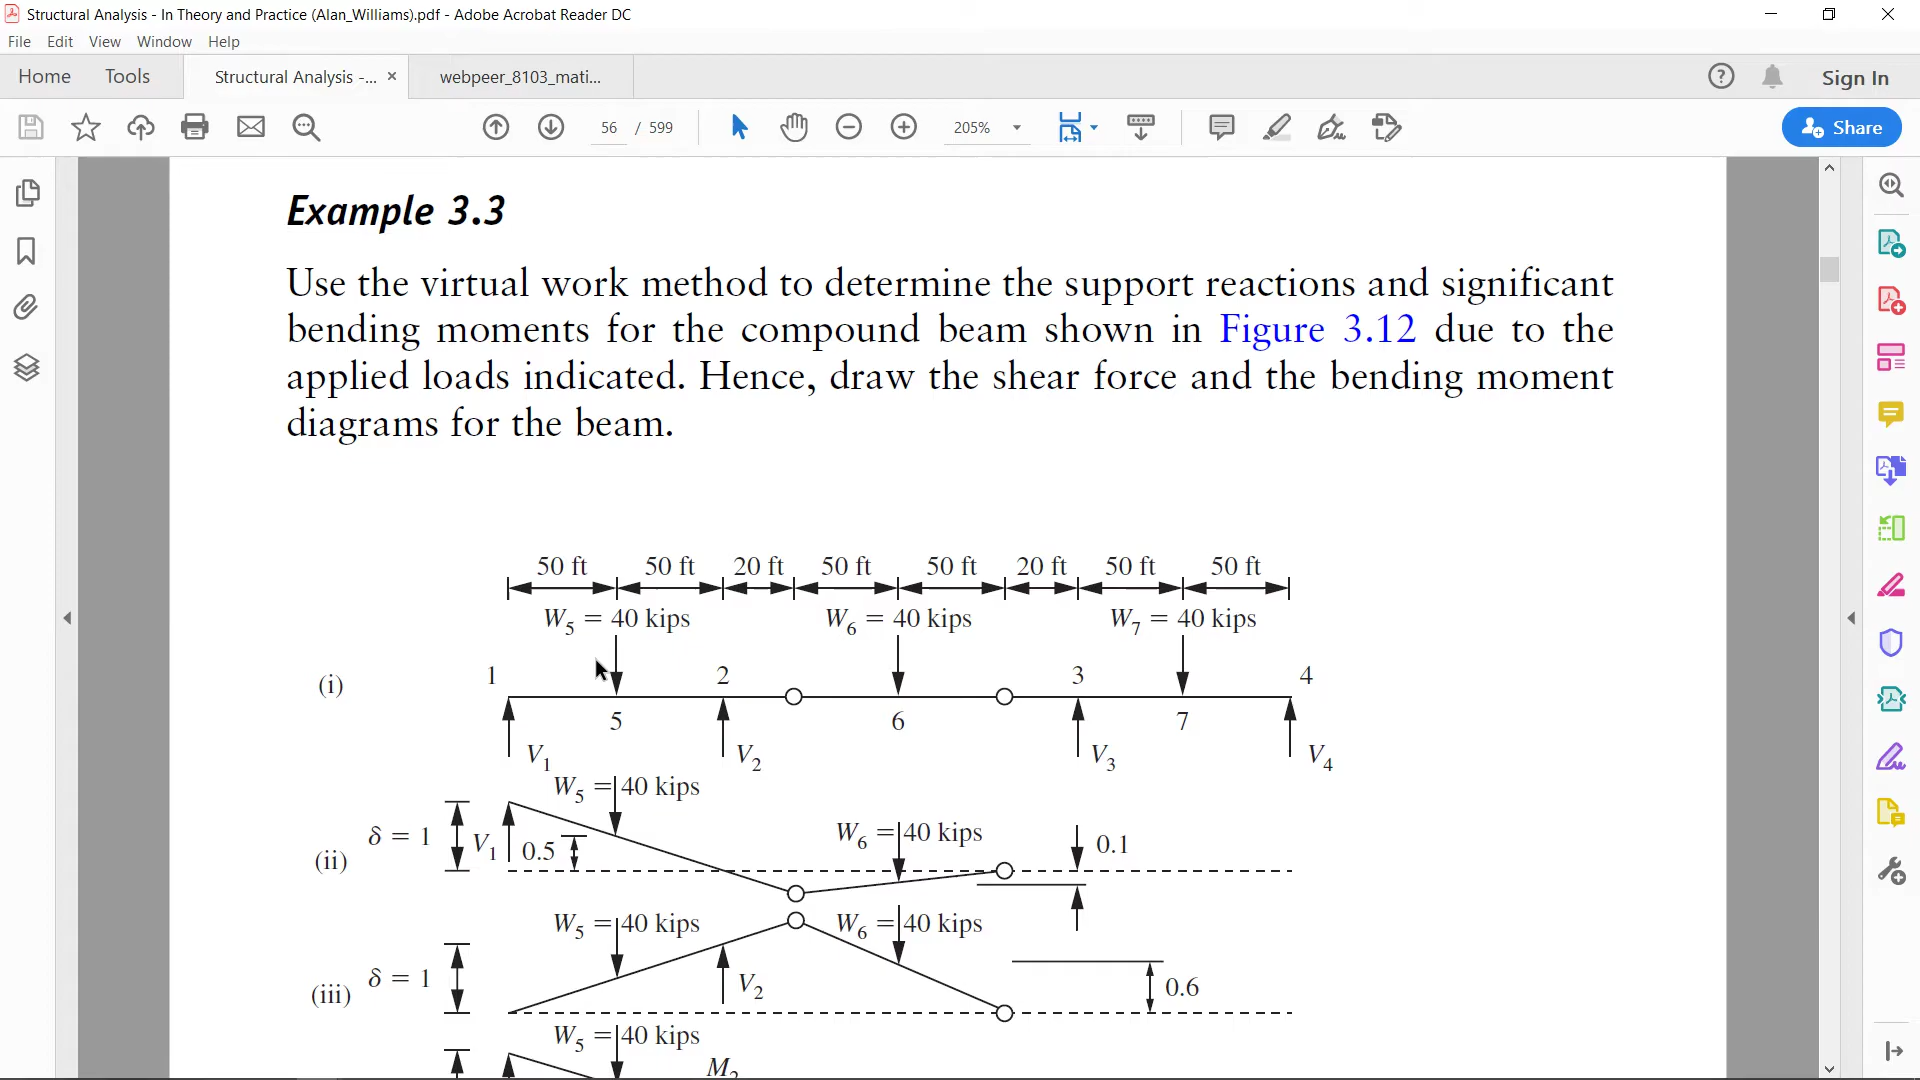 Structural Analysis - In Theory and Practice (Alan_Williams).pdf - Adobe Acrobat Reader DC
File Edit View Window Help
Home Tools Structural Analysis -... × webpeer_8103_mati... Sign In
56 / 599 205% Share
Example 3.3
Use the virtual work method to determine the support reactions and significant
bending moments for the compound beam shown in Figure 3.12 due to the
applied loads indicated. Hence, draw the shear force and the bending moment
diagrams for the beam.
50 ft 50 ft 20 ft 50 ft 50 ft 20 ft 50 ft 50 ft
W5 = 40 kips W6 = 40 kips W7 = 40 kips
(i) 1 2 3 4
5 6 7
V1 V2 V3 V4
W5 = 40 kips
(ii) δ = 1 V1 0.5 W6 = 40 kips 0.1
W5 = 40 kips W6 = 40 kips
(iii) δ = 1 V2 0.6
W5 = 40 kips
M2